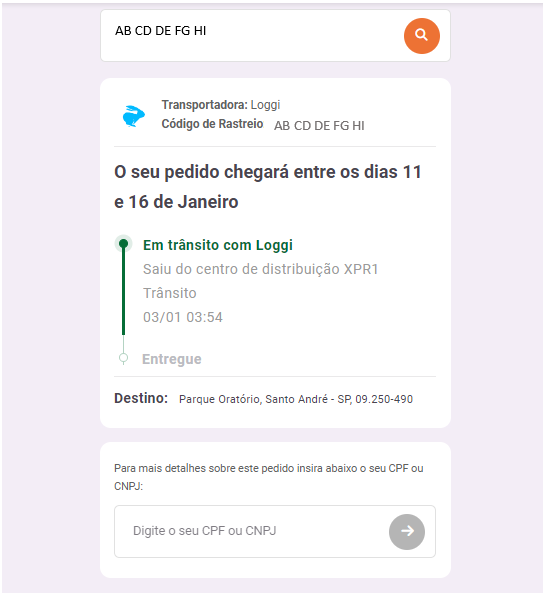 AB CD DE FG HI
Transportadora: Loggi
Código de Rastreio AB CD DE FG HI
O seu pedido chegará entre os dias 11
e 16 de Janeiro
Em trânsito com Loggi
Saiu do centro de distribuição XPR1
Trânsito
03/01 03:54
Entregue
Destino: Parque Oratório, Santo André - SP, 09.250-490
Para mais detalhes sobre este pedido insira abaixo o seu CPF ou
CNPJ:
Digite o seu CPF ou CNPJ